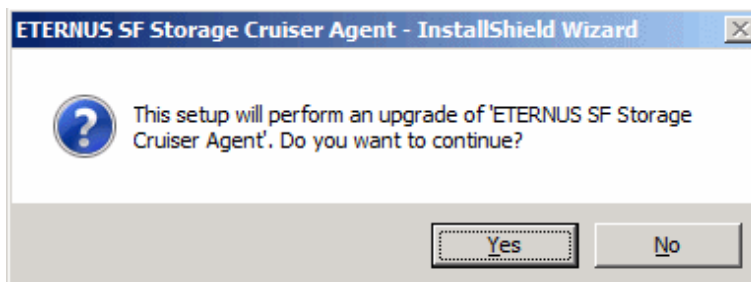 ETERNUS SF Storage Cruiser Agent - InstallShield Wizard
This setup will perform an upgrade of 'ETERNUS SF Storage
Cruiser Agent'. Do you want to continue?
Yes No